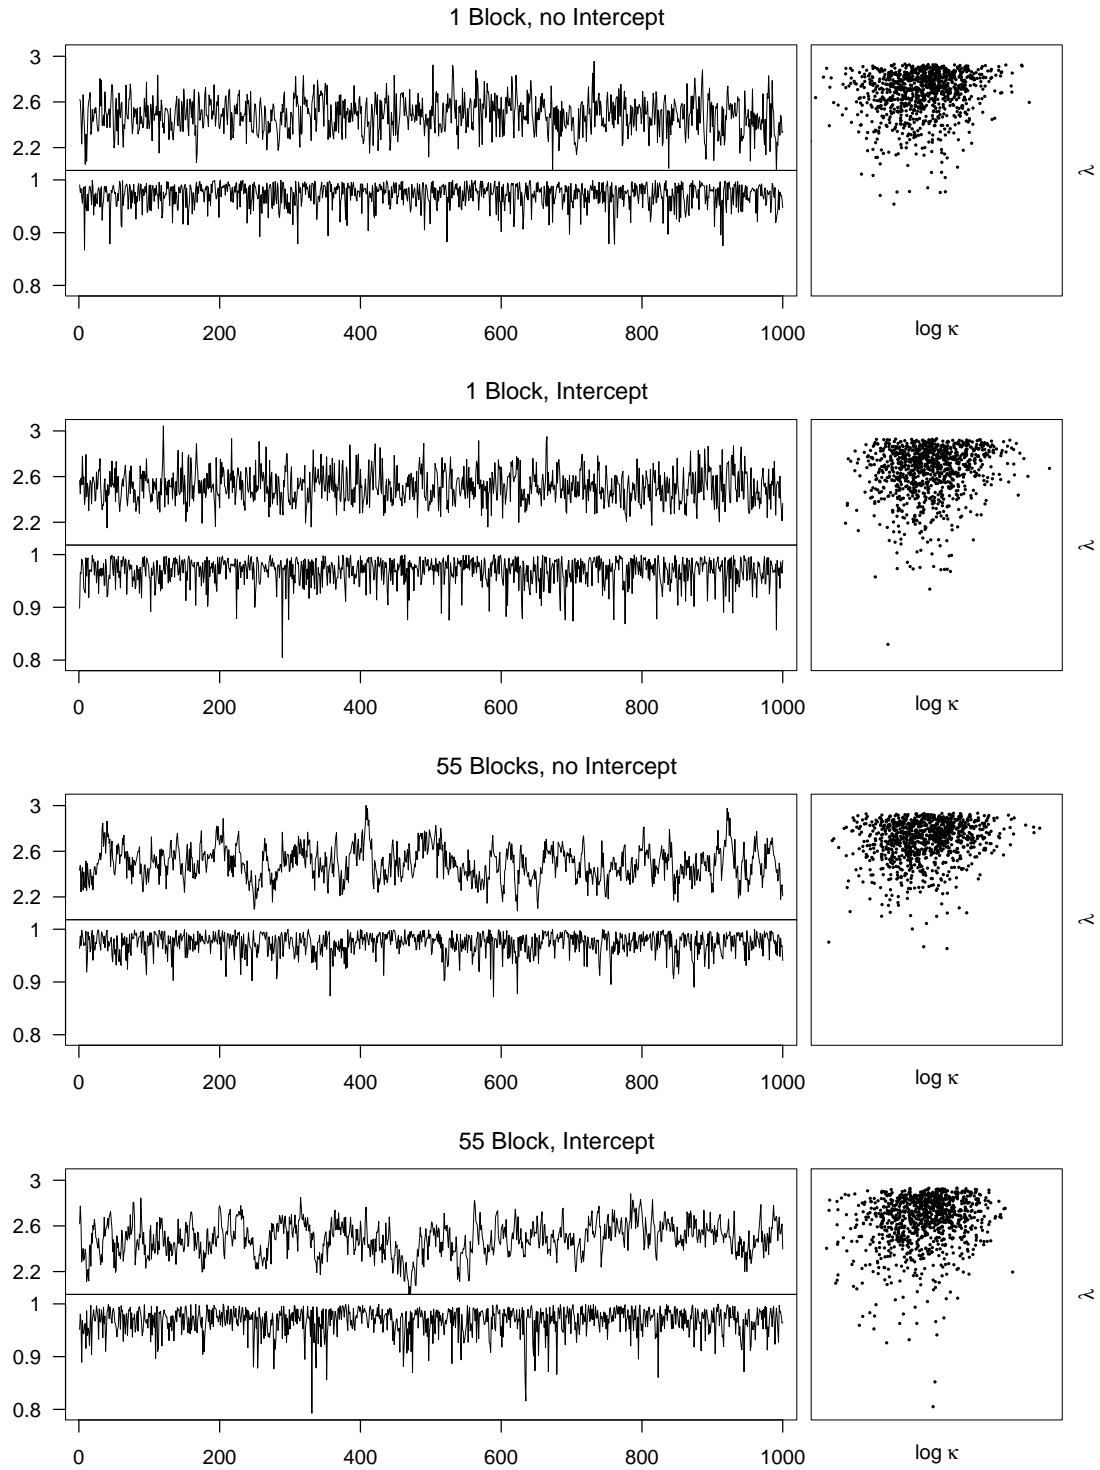 1 Block, no Intercept
3
2.6
2.2
1
0.9
0.8
0 200 400 600 800 1000
log κ
λ
1 Block, Intercept
3
2.6
2.2
1
0.9
0.8
0 200 400 600 800 1000
log κ
λ
55 Blocks, no Intercept
3
2.6
2.2
1
0.9
0.8
0 200 400 600 800 1000
log κ
λ
55 Block, Intercept
3
2.6
2.2
1
0.9
0.8
0 200 400 600 800 1000
log κ
λ